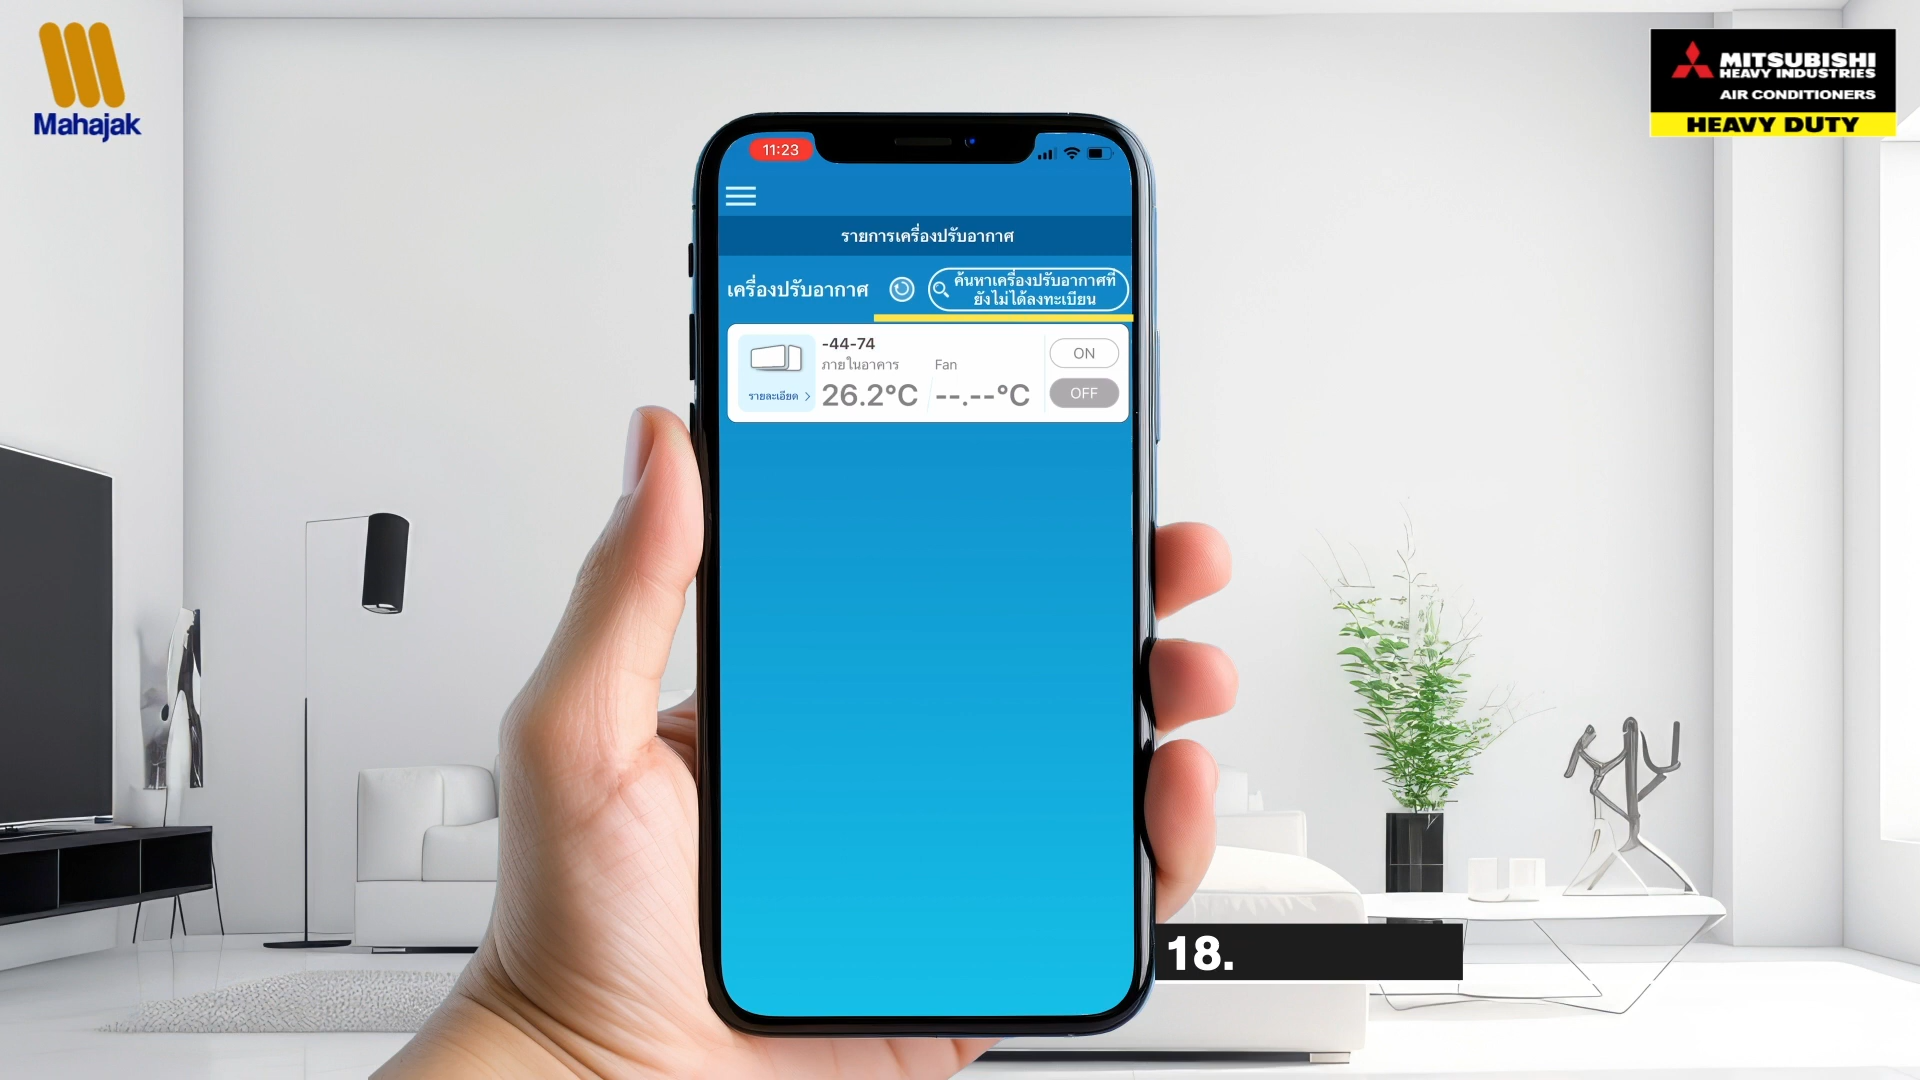 Mahajak
MITSUBISHI
HEAVY INDUSTRIES
AIR CONDITIONERS
HEAVY DUTY
11:23
รายการเครื่องปรับอากาศ
เครื่องปรับอากาศ
ค้นหาเครื่องปรับอากาศที่
ยังไม่ได้ลงทะเบียน
-44-74
ภายในอาคาร Fan
26.2°C --.--°C
รายละเอียด >
ON
OFF
18.